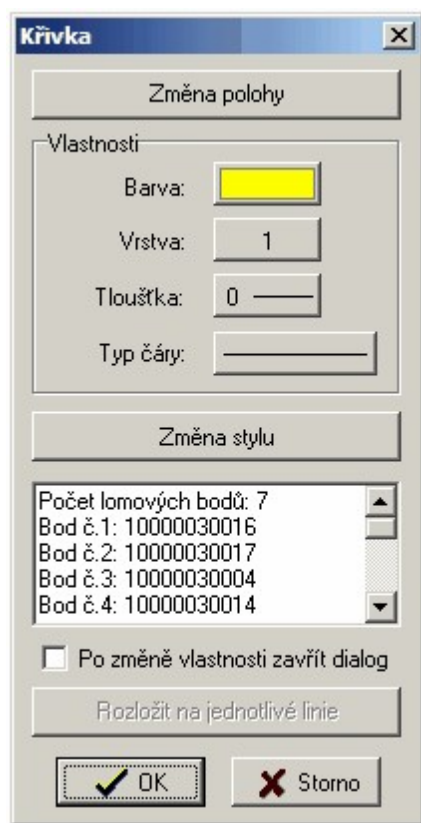 Křivka
Změna polohy
Vlastnosti
Barva:
Vrstva: 1
Tloušťka: 0
Typ čáry:
Změna stylu
Počet lomových bodů: 7
Bod č.1: 10000030016
Bod č.2: 10000030017
Bod č.3: 10000030004
Bod č.4: 10000030014
Po změně vlastnosti zavřít dialog
Rozložit na jednotlivé linie
OK Storno